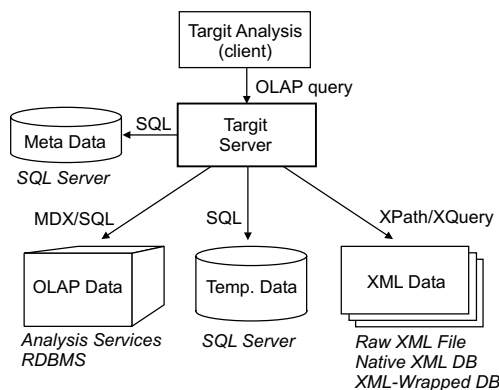 Targit Analysis
(client)
OLAP query
Targit
Server
SQL
Meta Data
SQL Server
MDX/SQL
SQL
XPath/XQuery
OLAP Data
Temp. Data
XML Data
Analysis Services
RDBMS
SQL Server
Raw XML File
Native XML DB
XML-Wrapped DB